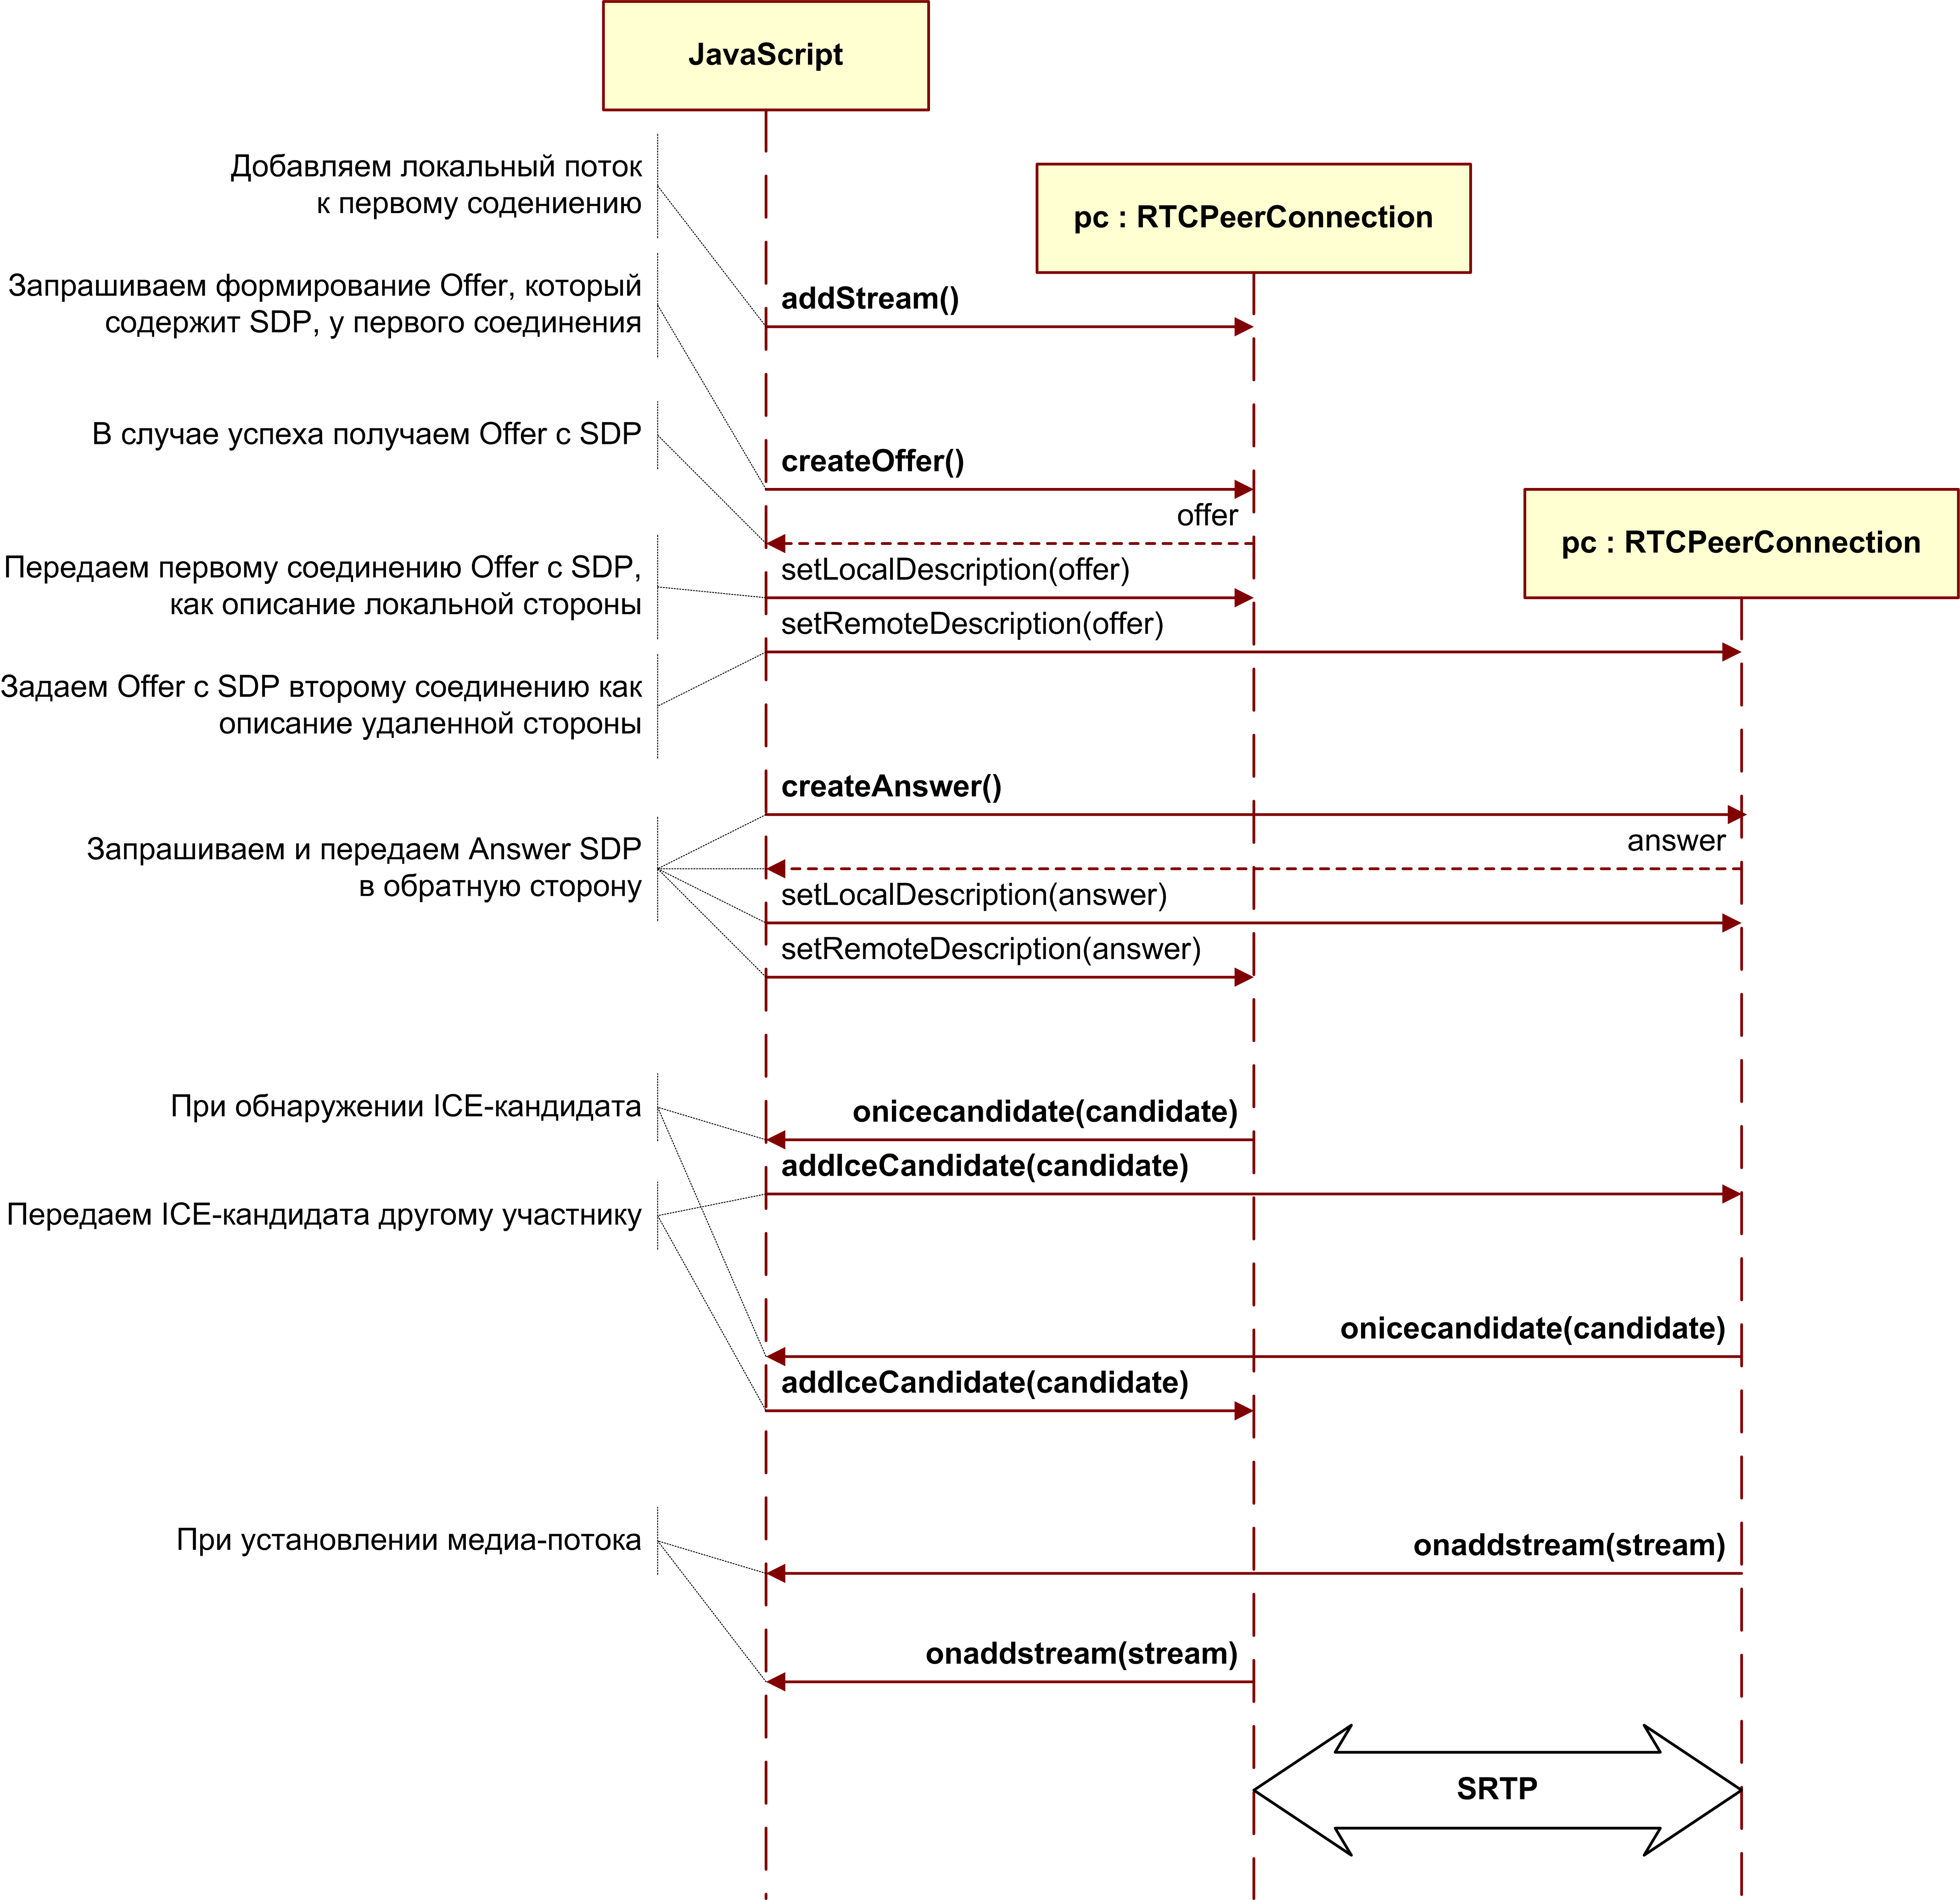 JavaScript
Добавляем локальный поток
к первому содениению
pc : RTCPeerConnection
Запрашиваем формирование Offer, который
содержит SDP, у первого соединения
addStream()
В случае успеха получаем Offer с SDP
createOffer()
offer
pc : RTCPeerConnection
Передаем первому соединению Offer с SDP,
как описание локальной стороны
setLocalDescription(offer)
setRemoteDescription(offer)
Задаем Offer с SDP второму соединению как
описание удаленной стороны
createAnswer()
Запрашиваем и передаем Answer SDP
в обратную сторону
answer
setLocalDescription(answer)
setRemoteDescription(answer)
При обнаружении ICE-кандидата
onicecandidate(candidate)
addIceCandidate(candidate)
Передаем ICE-кандидата другому участнику
onicecandidate(candidate)
addIceCandidate(candidate)
При установлении медиа-потока
onaddstream(stream)
onaddstream(stream)
SRTP